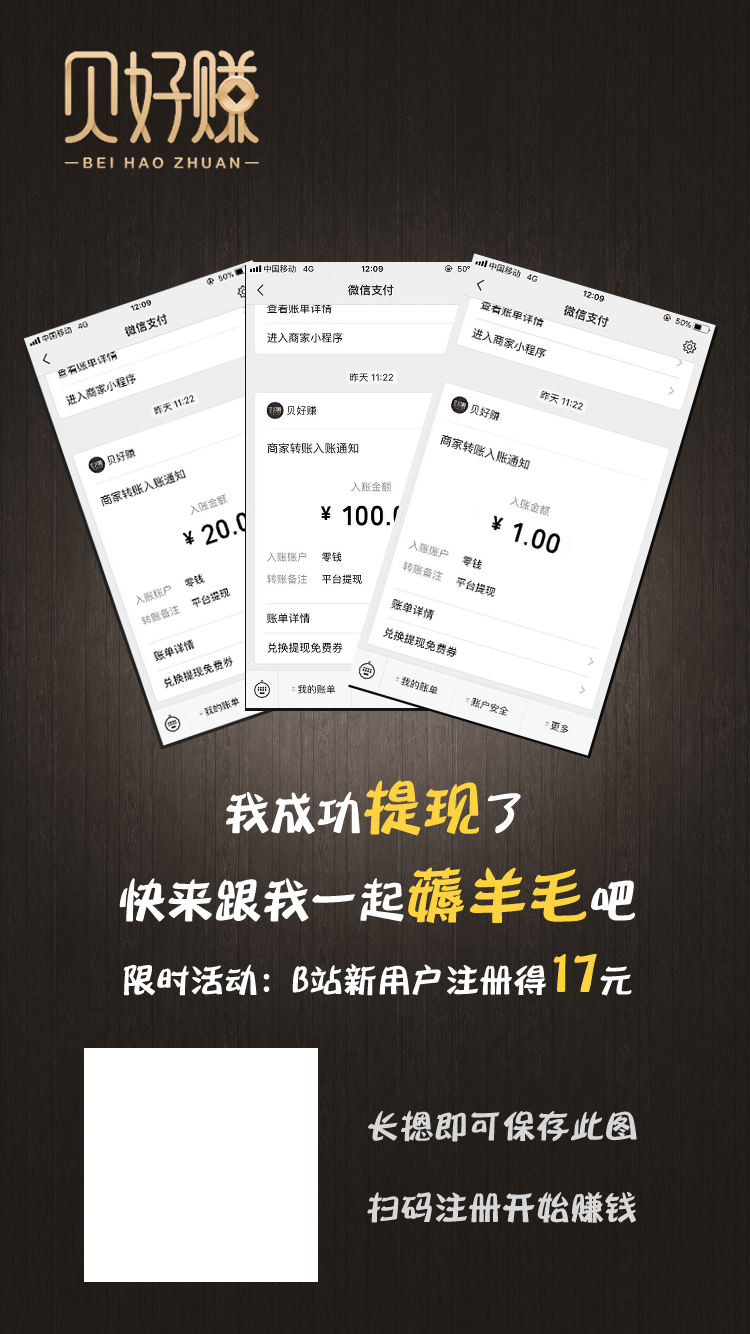 贝好赚
BEI HAO ZHUAN
中国移动 4G 12:09 50%
微信支付
查看账单详情
进入商家小程序
昨天 11:22
贝好赚
商家转账入账通知
入账金额
¥ 20.0
入账账户 零钱
转账备注 平台提现
账单详情
兑换提现免费券
我的账单
中国移动 4G 12:09 50%
微信支付
查看账单详情
进入商家小程序
昨天 11:22
贝好赚
商家转账入账通知
入账金额
¥ 100.0
入账账户 零钱
转账备注 平台提现
账单详情
兑换提现免费券
我的账单
中国移动 4G 12:09 50%
微信支付
查看账单详情
进入商家小程序
昨天 11:22
贝好赚
商家转账入账通知
入账金额
¥ 1.00
入账账户 零钱
转账备注 平台提现
账单详情
兑换提现免费券
我的账单 账户安全 更多
我成功提现了
快来跟我一起薅羊毛吧
限时活动：B站新用户注册得17元
长摁即可保存此图
扫码注册开始赚钱